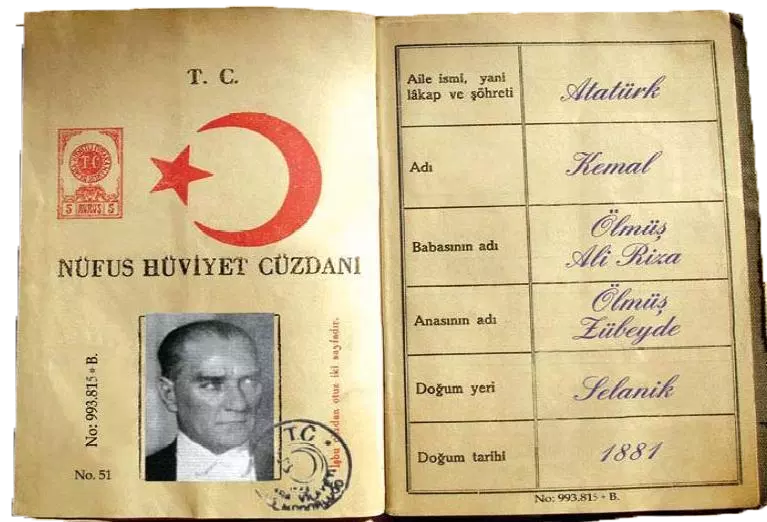 T. C.
T.C
5 KURUŞ 5
NÜFUS HÜVİYET CÜZDANI
No: 993.815 * B.
No. 51
otuz iki sayfadır.
T.C
Aile ismi, yani
lâkap ve şöhreti
Atatürk
Adı
Kemal
Babasının adı
Ölmüş
Ali Riza
Anasının adı
Ölmüş
Zübeyde
Doğum yeri
Selanik
Doğum tarihi
1881
No: 993.815 * B.